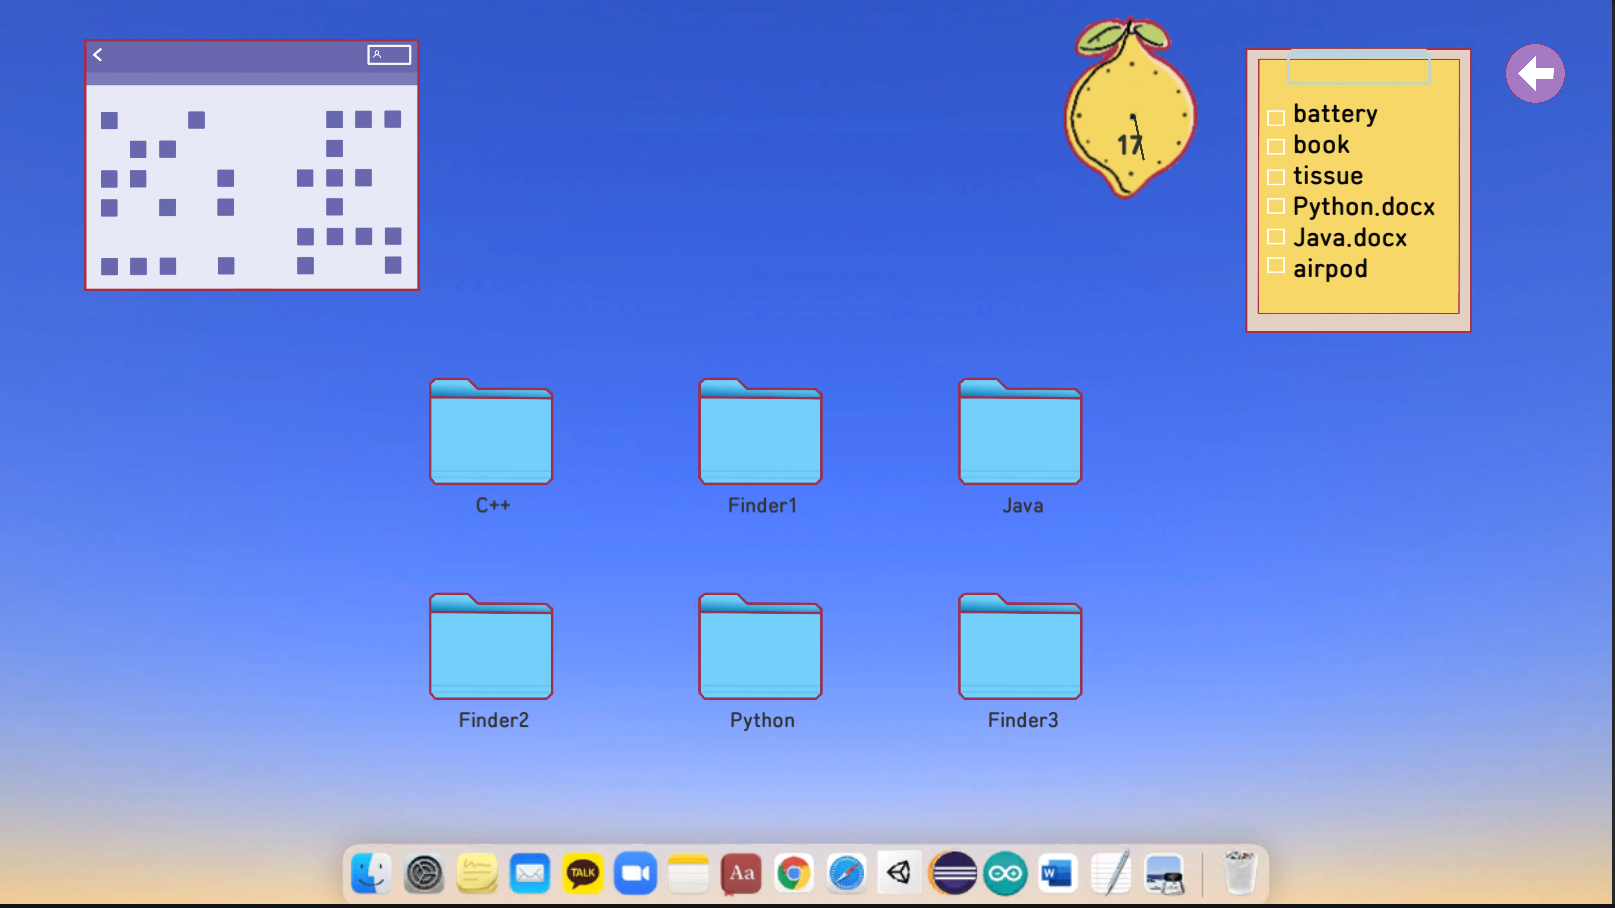 17
battery
book
tissue
Python.docx
Java.docx
airpod
C++
Finder1
Java
Finder2
Python
Finder3
TALK
Aa
W